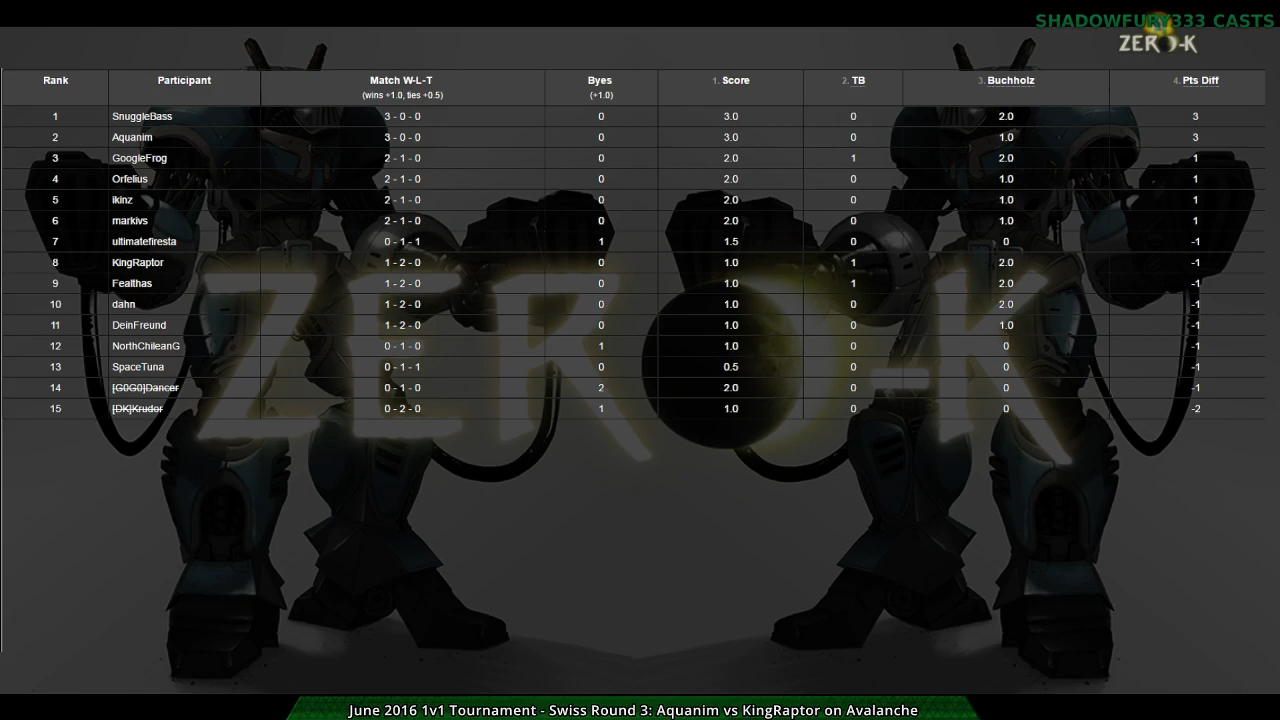 SHADOWFURY333 CASTS
ZERO-K
Rank Participant Match W-L-T Byes 1. Score 2. TB 3. Buchholz 4. Pts Diff
(wins +1.0, ties +0.5) (+1.0)
1 SnuggleBass 3 - 0 - 0 0 3.0 0 2.0 3
2 Aquanim 3 - 0 - 0 0 3.0 0 1.0 3
3 GoogleFrog 2 - 1 - 0 0 2.0 1 2.0 1
4 Orfelius 2 - 1 - 0 0 2.0 0 1.0 1
5 ikinz 2 - 1 - 0 0 2.0 0 1.0 1
6 markivs 2 - 1 - 0 0 2.0 0 1.0 1
7 ultimatefiresta 0 - 1 - 1 1 1.5 0 0 -1
8 KingRaptor 1 - 2 - 0 0 1.0 1 2.0 -1
9 Fealthas 1 - 2 - 0 0 1.0 1 2.0 -1
10 dahn 1 - 2 - 0 0 1.0 0 2.0 -1
11 DeinFreund 1 - 2 - 0 0 1.0 0 1.0 -1
12 NorthChileanG 0 - 1 - 0 1 1.0 0 0 -1
13 SpaceTuna 0 - 1 - 1 0 0.5 0 0 -1
14 [G0G0]Dancer 0 - 1 - 0 2 2.0 0 0 -1
15 [DK]Krudor 0 - 2 - 0 1 1.0 0 0 -2
ZERO-K
June 2016 1v1 Tournament - Swiss Round 3: Aquanim vs KingRaptor on Avalanche